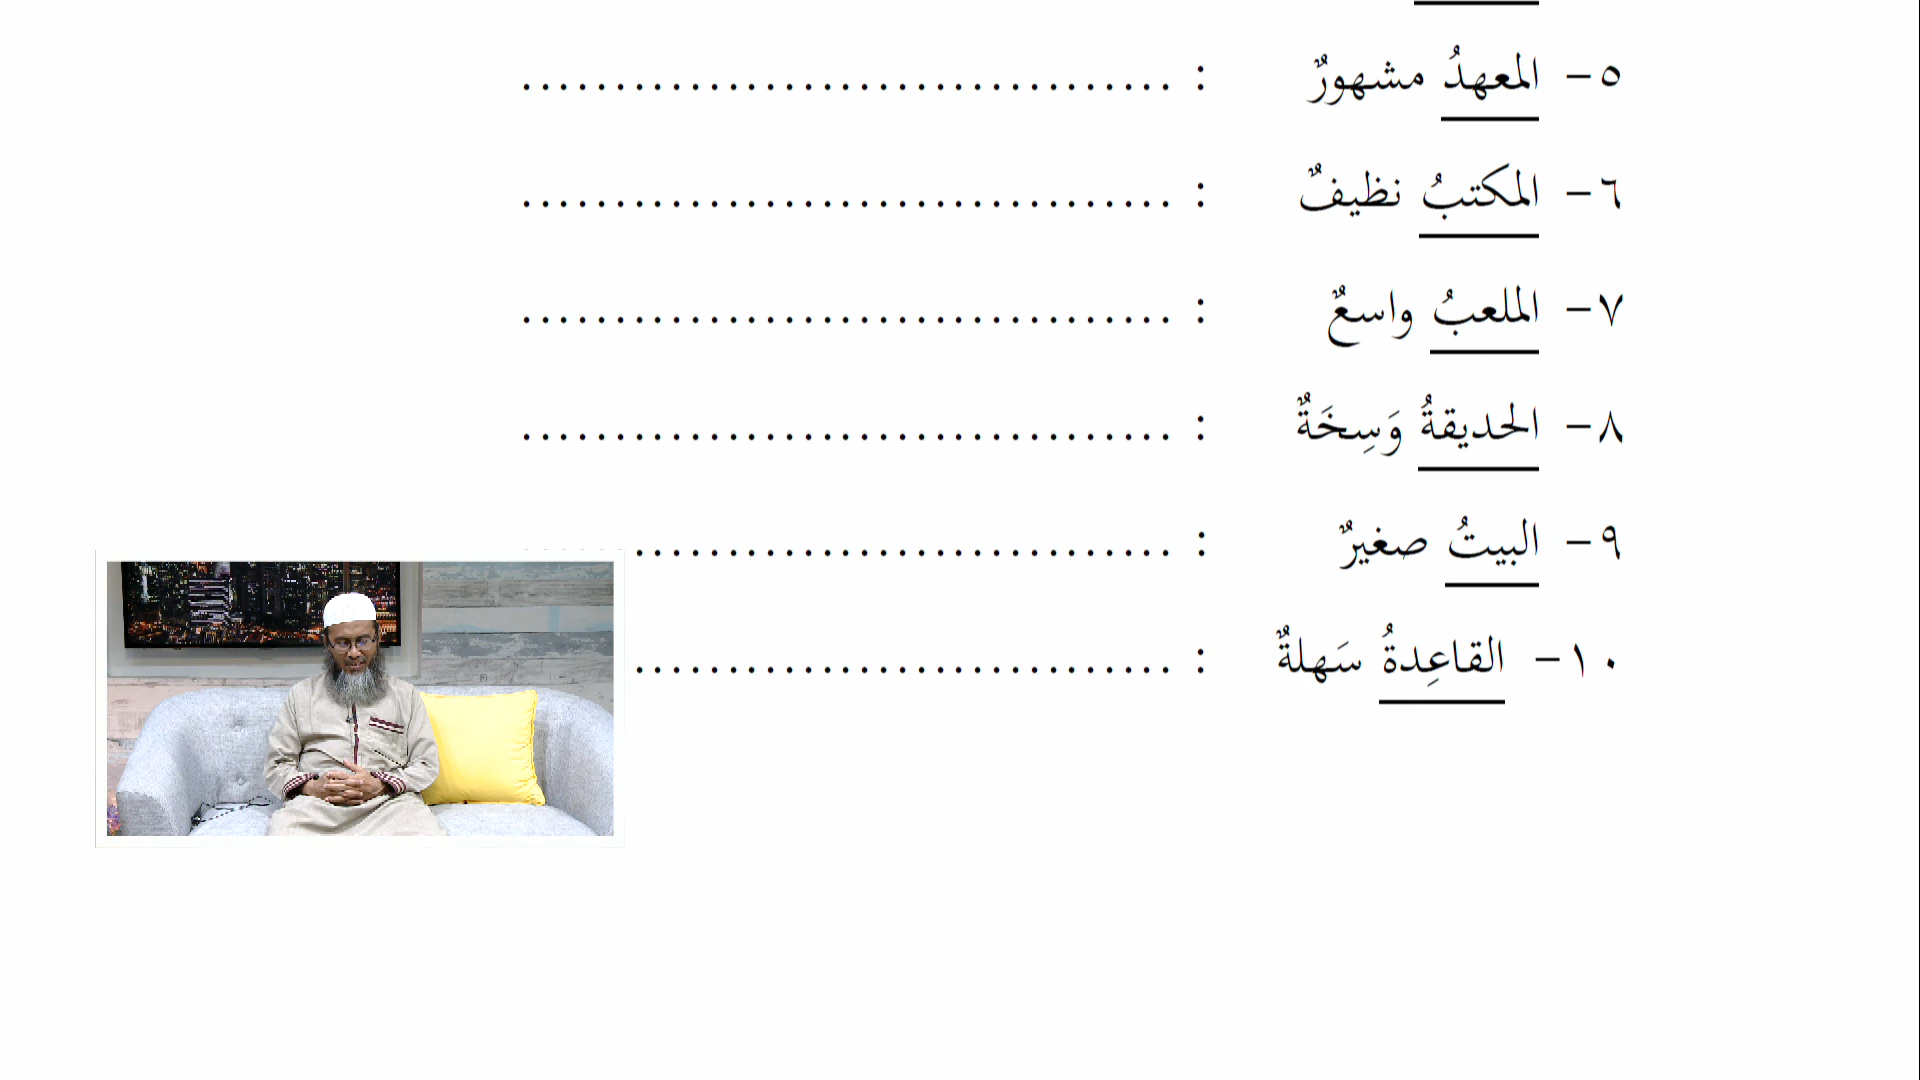 ٥- المعهدُ مشهورٌ : ....................................
٦- المكتبُ نظيفٌ : ....................................
٧- الملعبُ واسعٌ : ....................................
٨- الحديقةُ وَسِخَةٌ : ....................................
٩- البيتُ صغيرٌ : ....................................
١٠- القاعِدةُ سَهلةٌ : ..............................